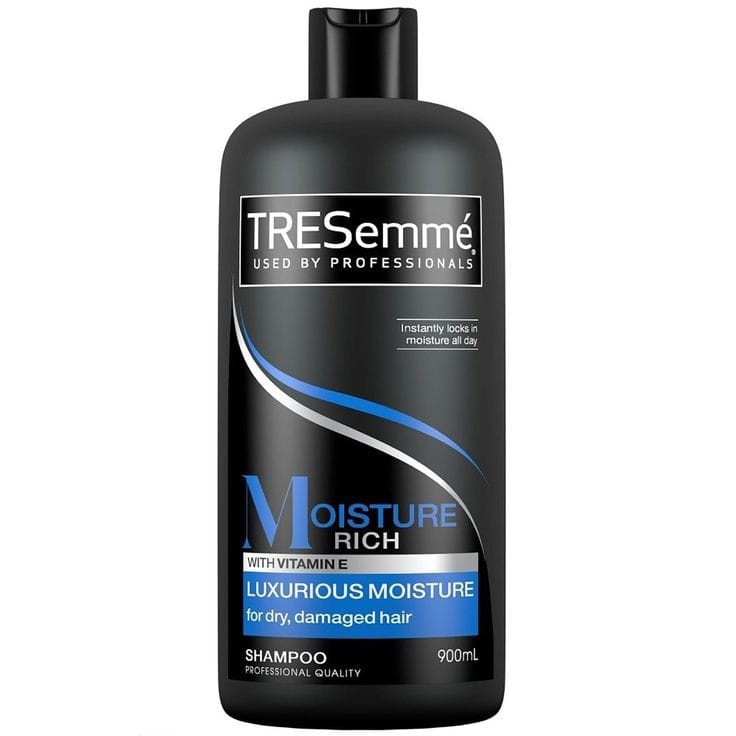 TRESemmé®
USED BY PROFESSIONALS
Instantly locks in
moisture all day
MOISTURE
RICH
WITH VITAMIN E
LUXURIOUS MOISTURE
for dry, damaged hair
SHAMPOO
900mL
PROFESSIONAL QUALITY